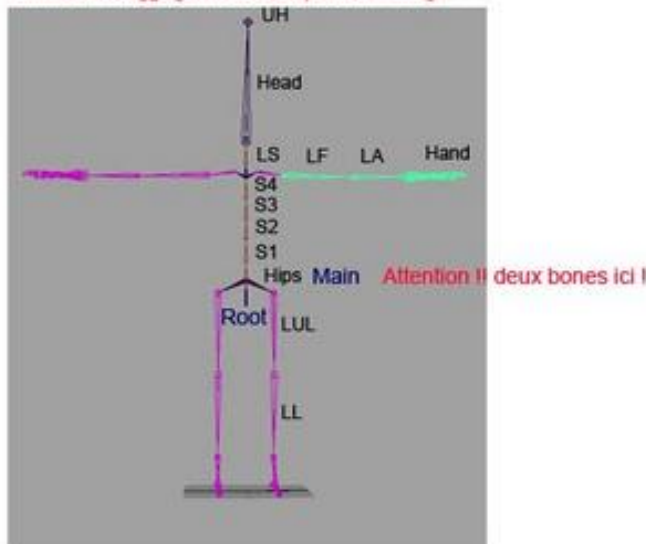 UH
Head
LS LF LA Hand
S4
S3
S2
S1
Hips Main Attention !! deux bones ici !
Root
LUL
LL